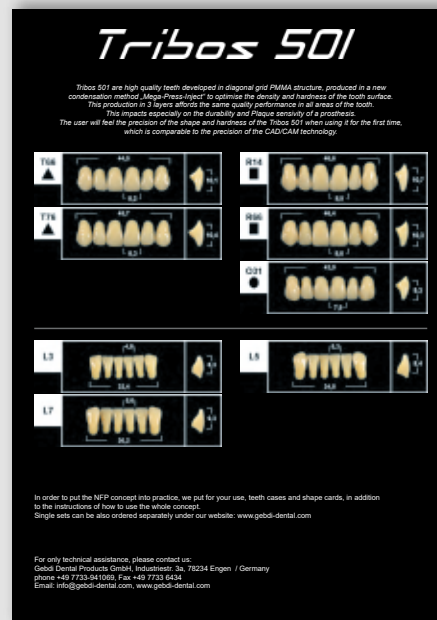 Tribos 501
Tribos 501 are high quality teeth developed in diagonal grid PMMA structure, produced in a new
condensation method „Mega-Press-Inject" to optimise the density and hardness of the tooth surface.
This production in 3 layers affords the same quality performance in all areas of the tooth.
This impacts especially on the durability and Plaque sensivity of a prosthesis.
The user will feel the precision of the shape and hardness of the Tribos 501 when using it for the first time,
which is comparable to the precision of the CAD/CAM technology.
T66
R14
T76
R66
O31
L3
L5
L7
In order to put the NFP concept into practice, we put for your use, teeth cases and shape cards, in addition
to the instructions of how to use the whole concept.
Single sets can be also ordered separately under our website: www.gebdi-dental.com
For only technical assistance, please contact us:
Gebdi Dental Products GmbH, Industriestr. 3a, 78234 Engen / Germany
phone +49 7733-941069, Fax +49 7733 6434
Email: info@gebdi-dental.com, www.gebdi-dental.com